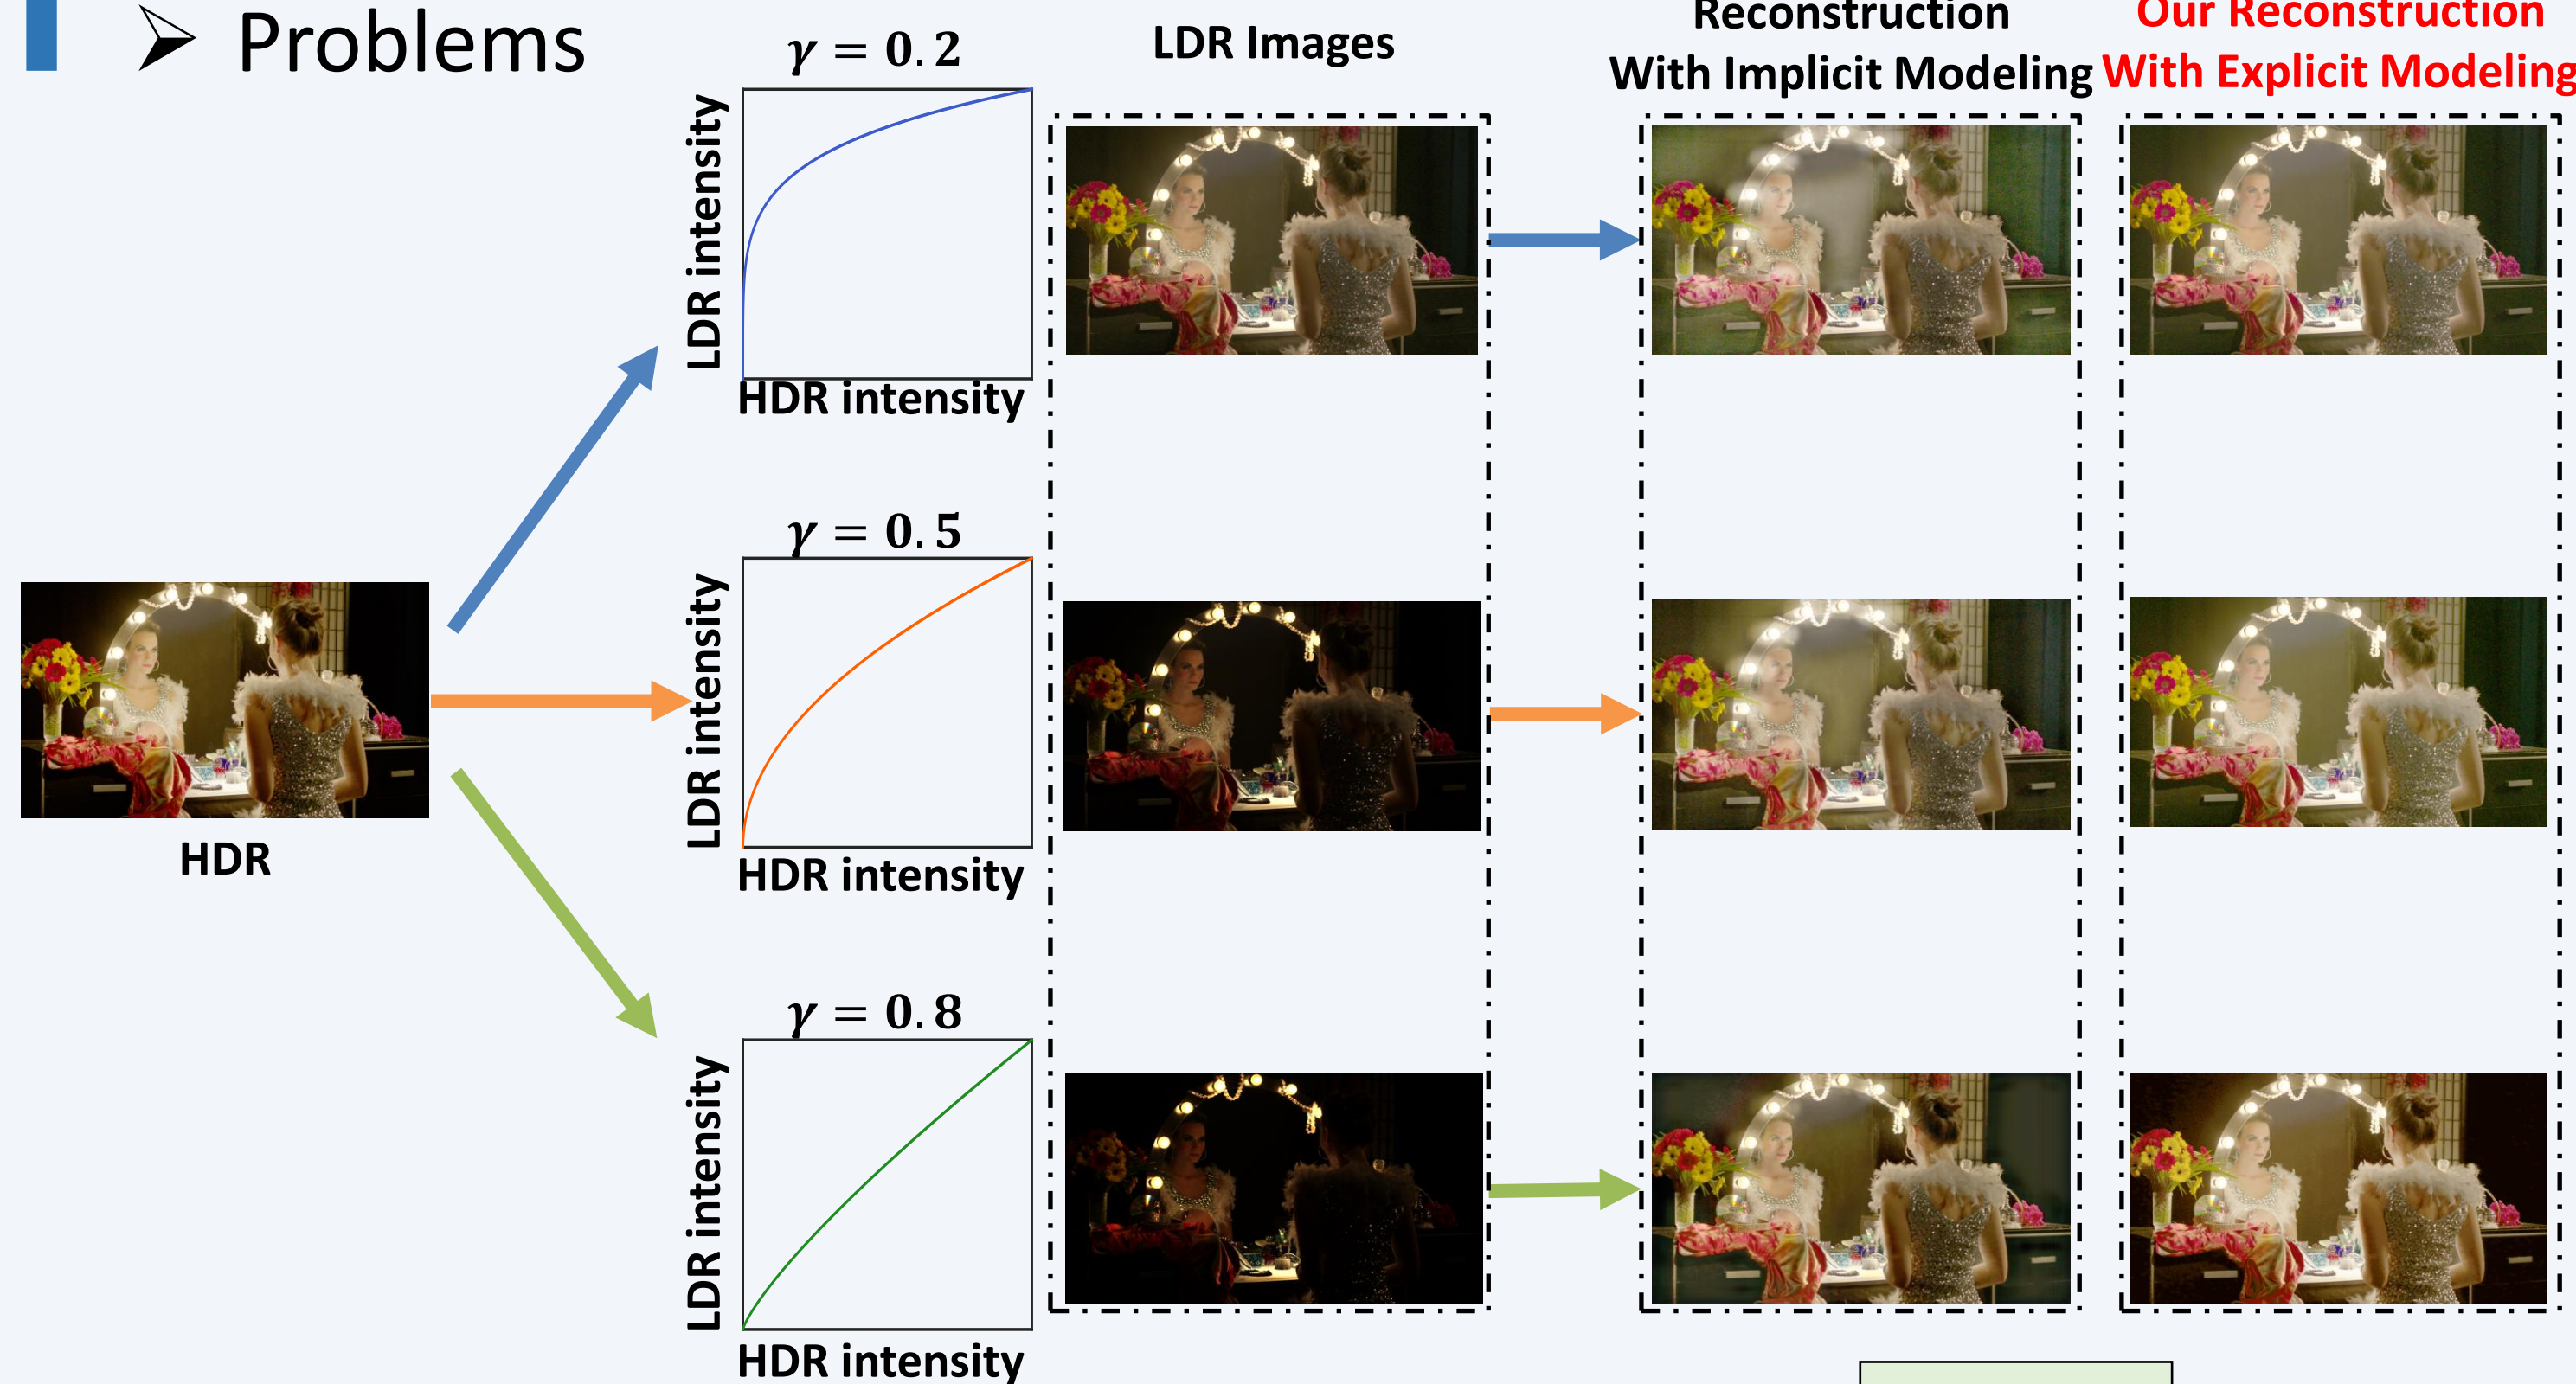 ➢ Problems
γ = 0.2
LDR Images
Reconstruction
With Implicit Modeling
Our Reconstruction
With Explicit Modeling
LDR intensity
HDR intensity
γ = 0.5
LDR intensity
HDR intensity
HDR
γ = 0.8
LDR intensity
HDR intensity